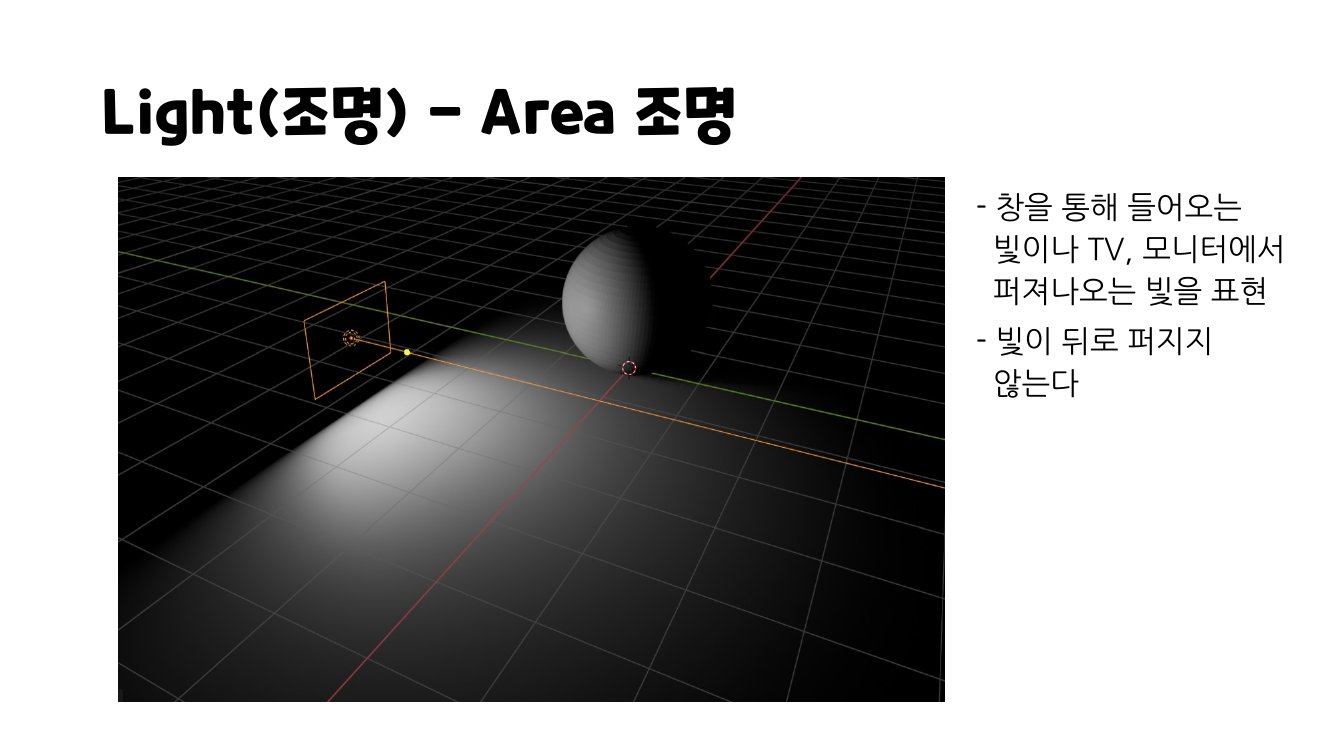 Light(조명) - Area 조명
- 창을 통해 들어오는
빛이나 TV, 모니터에서
퍼져나오는 빛을 표현
- 빛이 뒤로 퍼지지
않는다